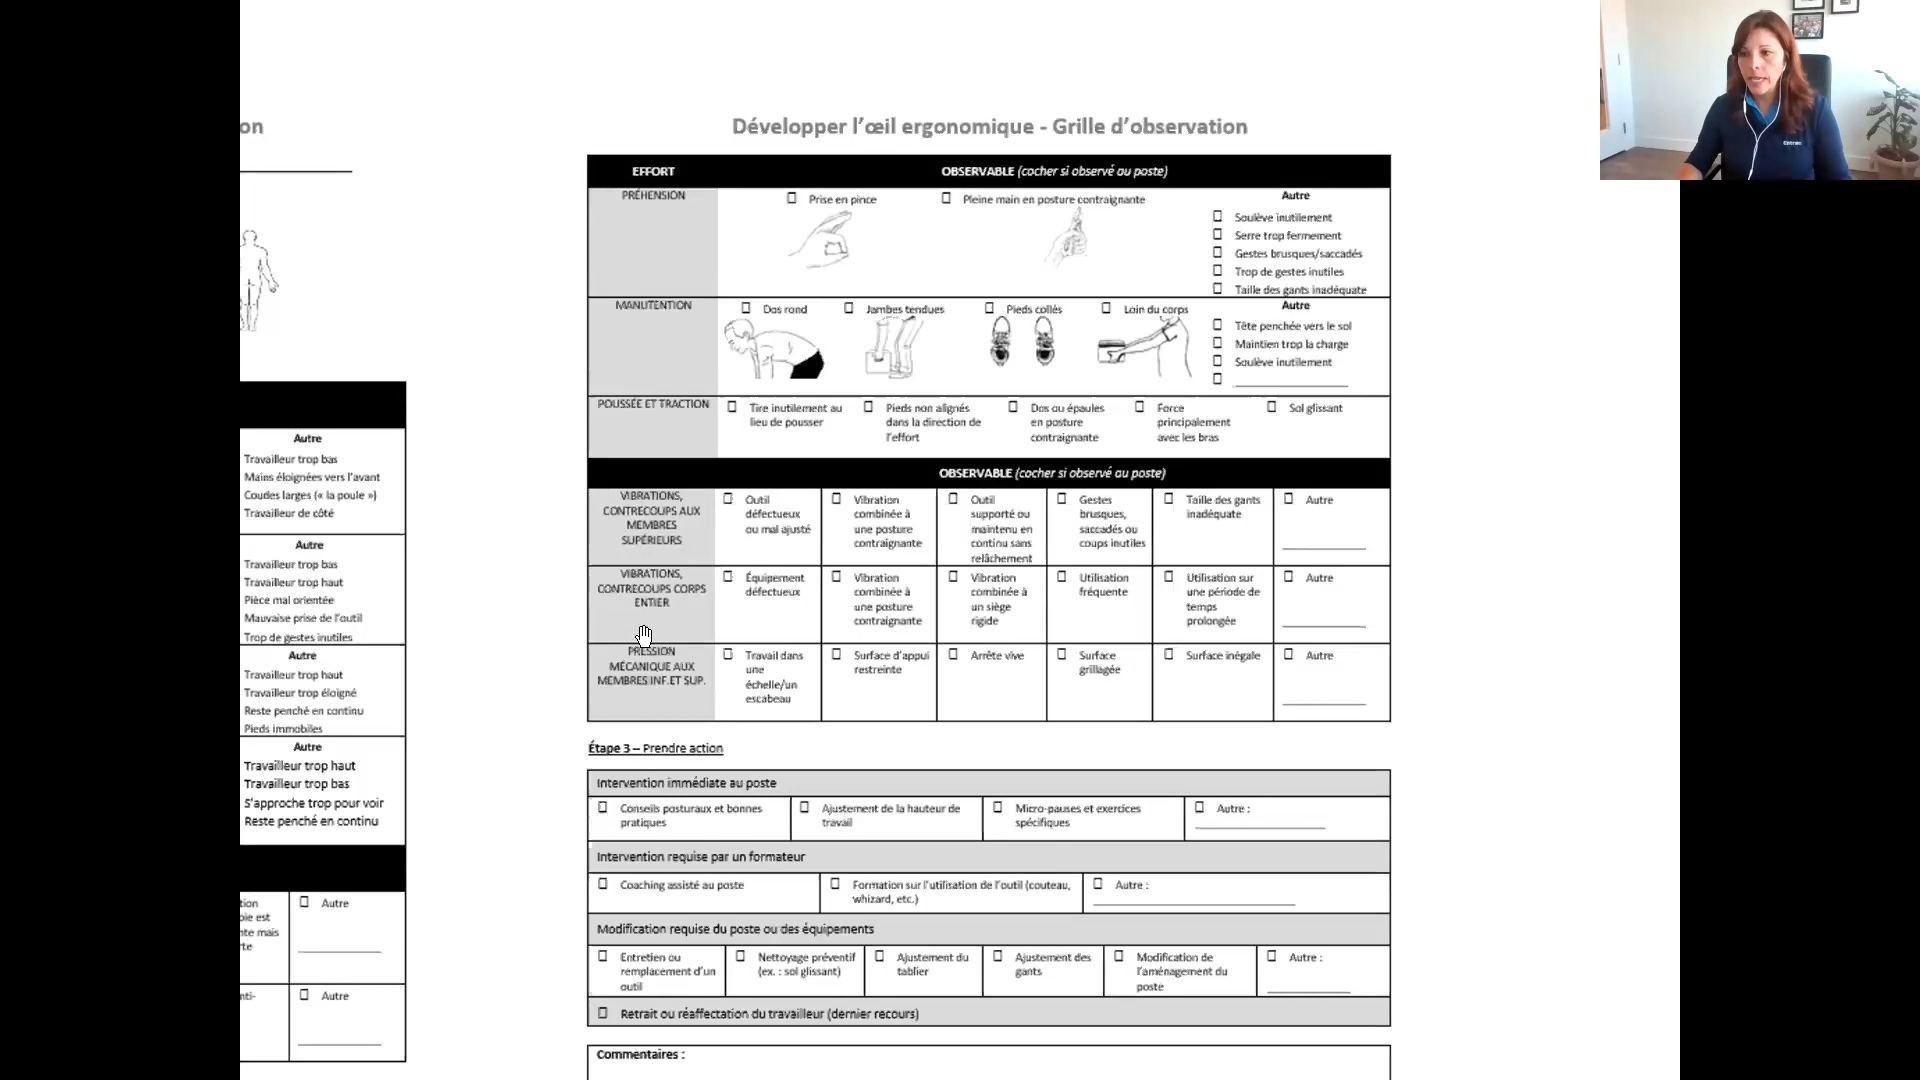 on
Autre
Travailleur trop bas
Mains éloignées vers l'avant
Coudes larges (« la poule »)
Travailleur de côté
Autre
Travailleur trop bas
Travailleur trop haut
Pièce mal orientée
Mauvaise prise de l'outil
Trop de gestes inutiles
Autre
Travailleur trop haut
Travailleur trop éloigné
Reste penché en continu
Pieds immobiles
Autre
Travailleur trop haut
Travailleur trop bas
S'approche trop pour voir
Reste penché en continu
tion
oie est
nte mais
rte
Autre
nti-
Autre
Développer l'œil ergonomique - Grille d'observation
EFFORT
OBSERVABLE (cocher si observé au poste)
PRÉHENSION
Prise en pince
Pleine main en posture contraignante
Autre
Soulève inutilement
Serre trop fermement
Gestes brusques/saccadés
Trop de gestes inutiles
Taille des gants inadéquate
MANUTENTION
Dos rond
Jambes tendues
Pieds collés
Loin du corps
Autre
Tête penchée vers le sol
Maintien trop la charge
Soulève inutilement
POUSSÉE ET TRACTION
Tire inutilement au
lieu de pousser
Pieds non alignés
dans la direction de
l'effort
Dos ou épaules
en posture
contraignante
Force
principalement
avec les bras
Sol glissant
OBSERVABLE (cocher si observé au poste)
VIBRATIONS,
CONTRECOUPS AUX
MEMBRES
SUPÉRIEURS
Outil
défectueux
ou mal ajusté
Vibration
combinée à
une posture
contraignante
Outil
supporté ou
maintenu en
continu sans
relâchement
Gestes
brusques,
saccadés ou
coups inutiles
Taille des gants
inadéquate
Autre
VIBRATIONS,
CONTRECOUPS CORPS
ENTIER
Équipement
défectueux
Vibration
combinée à
une posture
contraignante
Vibration
combinée à
un siège
rigide
Utilisation
fréquente
Utilisation sur
une période de
temps
prolongée
Autre
PRESSION
MÉCANIQUE AUX
MEMBRES INF.ET SUP.
Travail dans
une
échelle/un
escabeau
Surface d'appui
restreinte
Arrête vive
Surface
grillagée
Surface inégale
Autre
Étape 3 – Prendre action
Intervention immédiate au poste
Conseils posturaux et bonnes
pratiques
Ajustement de la hauteur de
travail
Micro-pauses et exercices
spécifiques
Autre :
Intervention requise par un formateur
Coaching assisté au poste
Formation sur l'utilisation de l'outil (couteau,
whizard, etc.)
Autre :
Modification requise du poste ou des équipements
Entretien ou
remplacement d'un
outil
Nettoyage préventif
(ex. : sol glissant)
Ajustement du
tablier
Ajustement des
gants
Modification de
l'aménagement du
poste
Autre :
Retrait ou réaffectation du travailleur (dernier recours)
Commentaires :